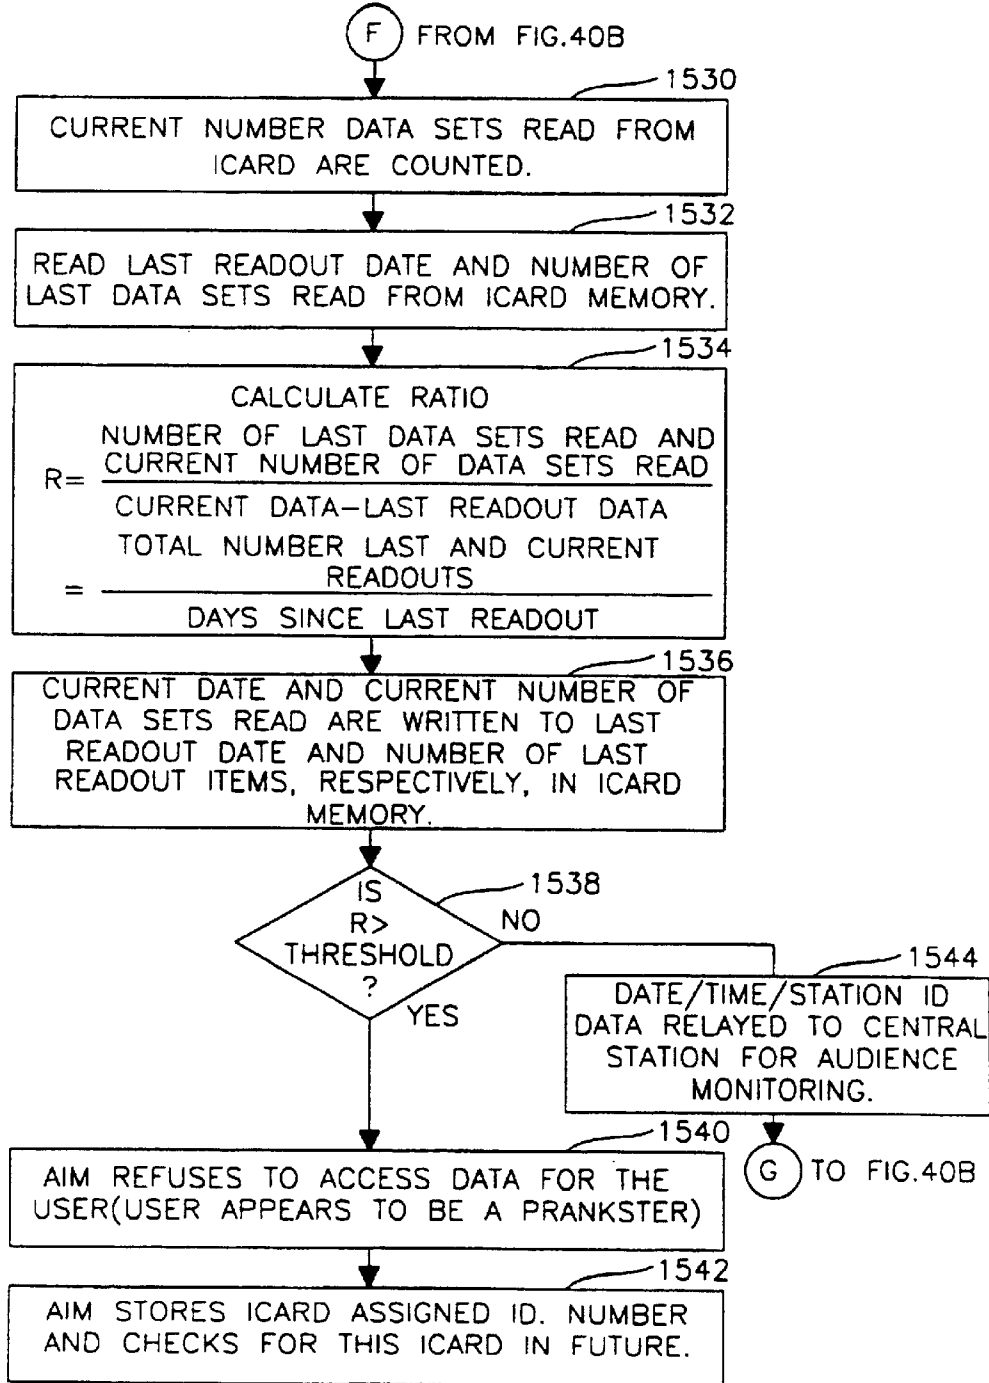 F FROM FIG.40B
1530
CURRENT NUMBER DATA SETS READ FROM
ICARD ARE COUNTED.
1532
READ LAST READOUT DATE AND NUMBER OF
LAST DATA SETS READ FROM ICARD MEMORY.
1534
CALCULATE RATIO
NUMBER OF LAST DATA SETS READ AND
CURRENT NUMBER OF DATA SETS READ
R=
CURRENT DATA-LAST READOUT DATA
TOTAL NUMBER LAST AND CURRENT
READOUTS
=
DAYS SINCE LAST READOUT
1536
CURRENT DATE AND CURRENT NUMBER OF
DATA SETS READ ARE WRITTEN TO LAST
READOUT DATE AND NUMBER OF LAST
READOUT ITEMS, RESPECTIVELY, IN ICARD
MEMORY.
1538
IS
R>
THRESHOLD
?
NO
YES
1544
DATE/TIME/STATION ID
DATA RELAYED TO CENTRAL
STATION FOR AUDIENCE
MONITORING.
G TO FIG.40B
1540
AIM REFUSES TO ACCESS DATA FOR THE
USER(USER APPEARS TO BE A PRANKSTER)
1542
AIM STORES ICARD ASSIGNED ID. NUMBER
AND CHECKS FOR THIS ICARD IN FUTURE.